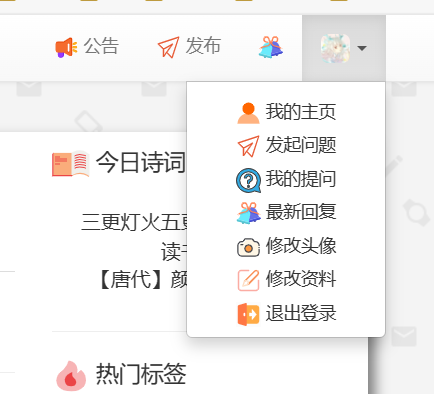 公告
发布
我的主页
发起问题
我的提问
最新回复
修改头像
修改资料
退出登录
今日诗词
三更灯火五
读
【唐代】颜
热门标签